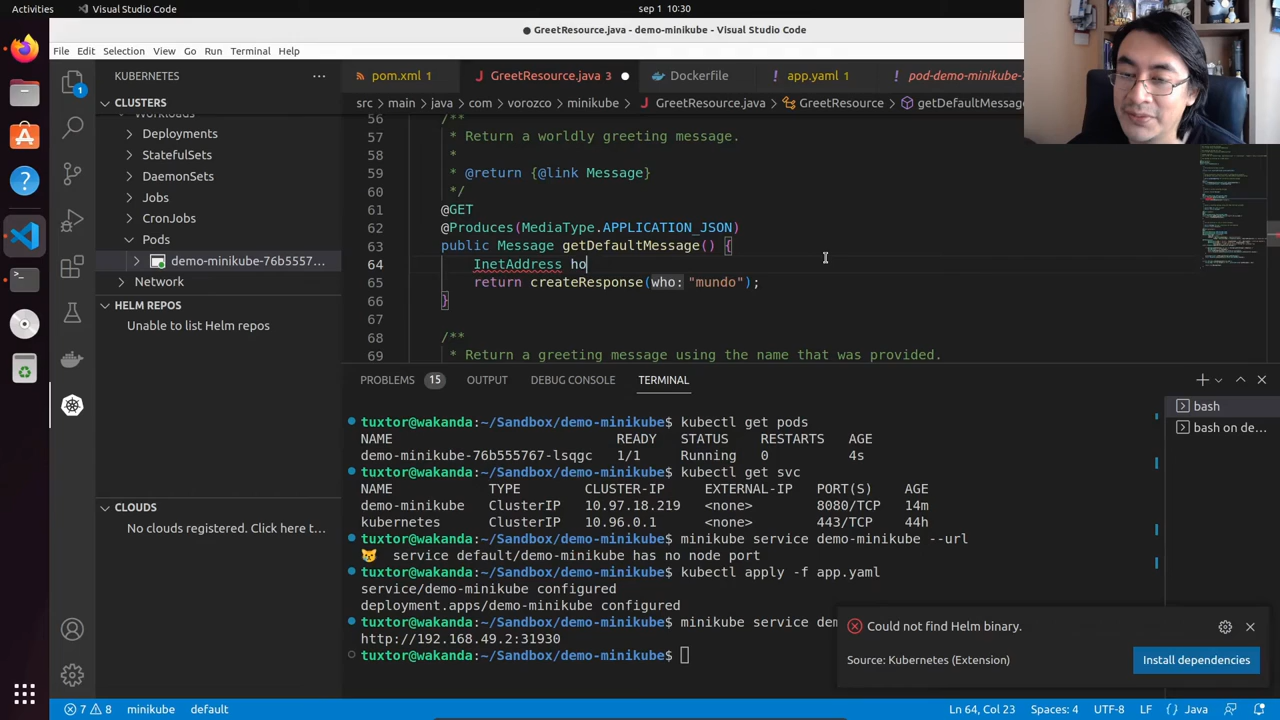 Activities
Visual Studio Code
sep 1 10:30
GreetResource.java - demo-minikube - Visual Studio Code
File Edit Selection View Go Run Terminal Help
KUBERNETES
CLUSTERS
Deployments
StatefulSets
DaemonSets
Jobs
CronJobs
Pods
demo-minikube-76b5557...
Network
HELM REPOS
Unable to list Helm repos
CLOUDS
No clouds registered. Click here t...
1
pom.xml 1
GreetResource.java 3
Dockerfile
app.yaml 1
pod-demo-minikube-
src > main > java > com > vorozco > minikube > GreetResource.java > GreetResource > getDefaultMessage
56 /**
57 * Return a worldly greeting message.
58 *
59 * @return {@link Message}
60 */
61 @GET
62 @Produces(MediaType.APPLICATION_JSON)
63 public Message getDefaultMessage() {
64 InetAddress ho
65 return createResponse(who: "mundo");
66 }
67
68 /**
69 * Return a greeting message using the name that was provided.
PROBLEMS 15 OUTPUT DEBUG CONSOLE TERMINAL
tuxtor@wakanda:~/Sandbox/demo-minikube$ kubectl get pods
NAME READY STATUS RESTARTS AGE
demo-minikube-76b555767-lsqgc 1/1 Running 0 4s
tuxtor@wakanda:~/Sandbox/demo-minikube$ kubectl get svc
NAME TYPE CLUSTER-IP EXTERNAL-IP PORT(S) AGE
demo-minikube ClusterIP 10.97.18.219 <none> 8080/TCP 14m
kubernetes ClusterIP 10.96.0.1 <none> 443/TCP 44h
tuxtor@wakanda:~/Sandbox/demo-minikube$ minikube service demo-minikube --url
service default/demo-minikube has no node port
tuxtor@wakanda:~/Sandbox/demo-minikube$ kubectl apply -f app.yaml
service/demo-minikube configured
deployment.apps/demo-minikube configured
tuxtor@wakanda:~/Sandbox/demo-minikube$ minikube service dem
http://192.168.49.2:31930
tuxtor@wakanda:~/Sandbox/demo-minikube$
bash
bash on de...
Could not find Helm binary.
Source: Kubernetes (Extension)
Install dependencies
7 8 minikube default
Ln 64, Col 23 Spaces: 4 UTF-8 LF {} Java